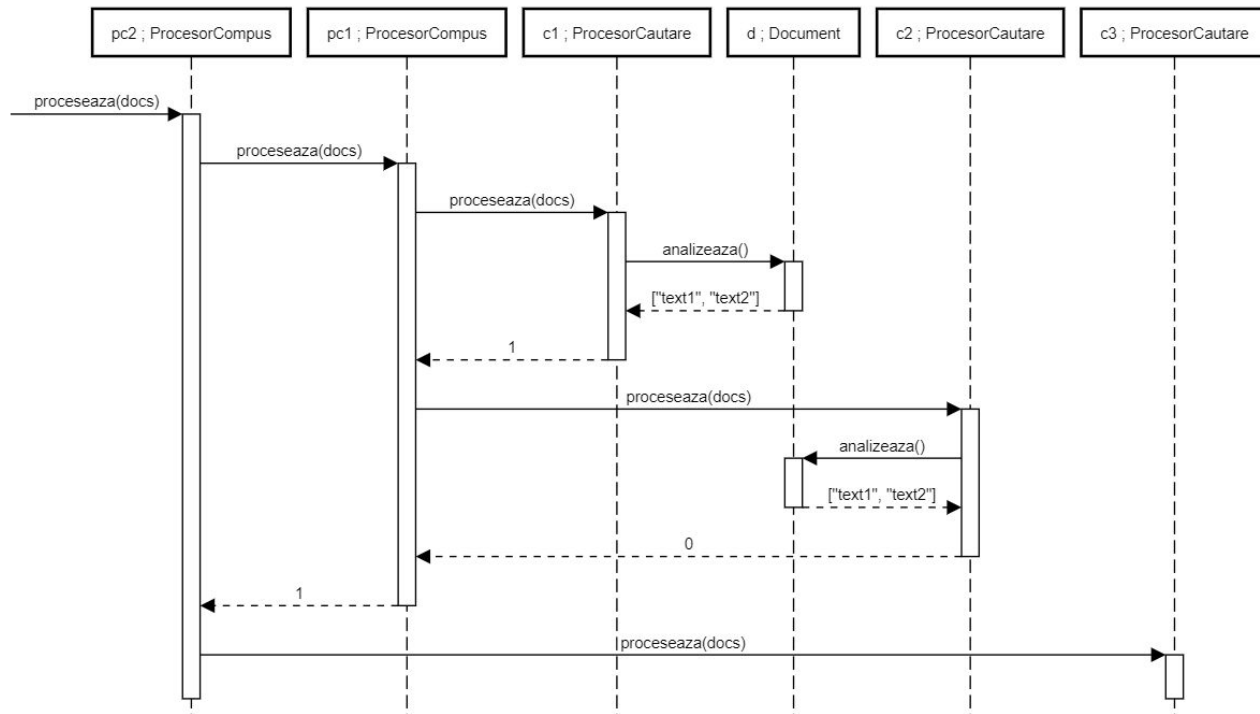 pc2 ; ProcesorCompus
pc1 ; ProcesorCompus
c1 ; ProcesorCautare
d ; Document
c2 ; ProcesorCautare
c3 ; ProcesorCautare
proceseaza(docs)
proceseaza(docs)
proceseaza(docs)
analizeaza()
["text1", "text2"]
1
proceseaza(docs)
analizeaza()
["text1", "text2"]
0
1
proceseaza(docs)